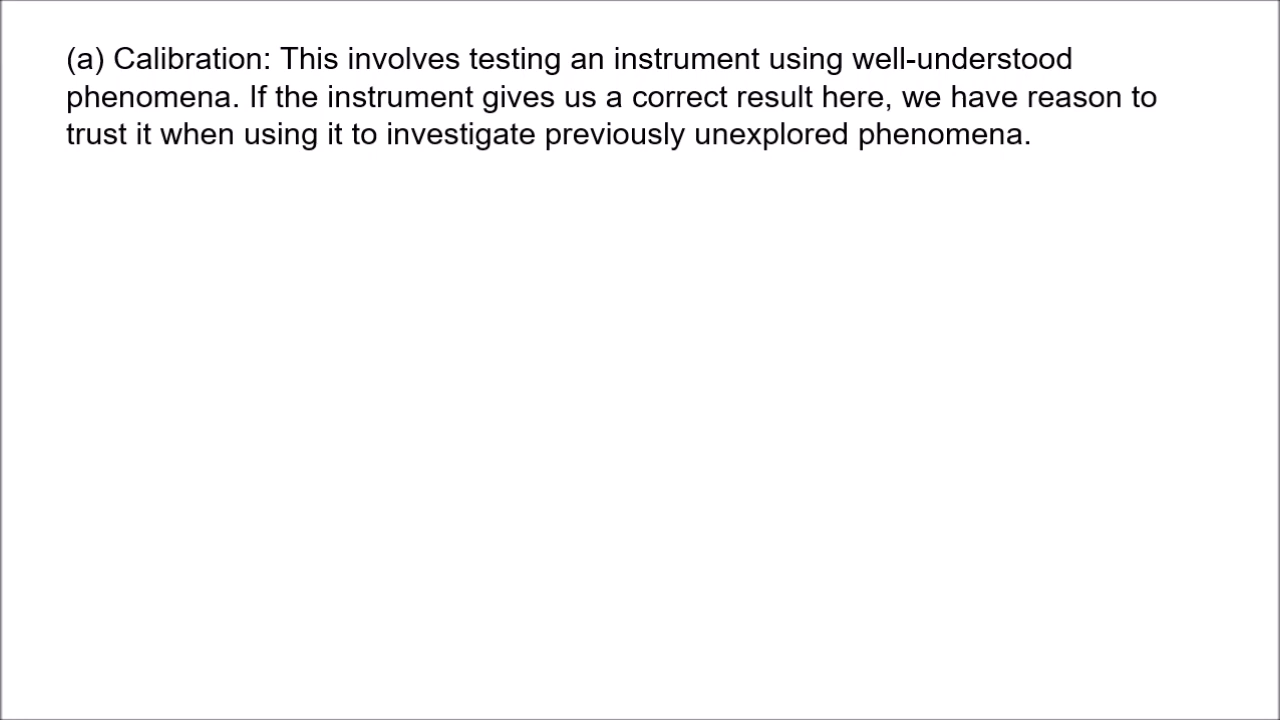 (a) Calibration: This involves testing an instrument using well-understood
phenomena. If the instrument gives us a correct result here, we have reason to
trust it when using it to investigate previously unexplored phenomena.